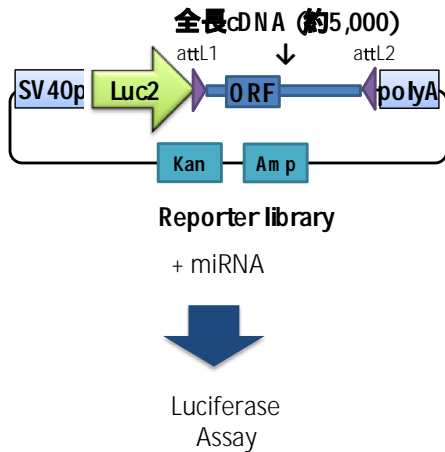 全長cDNA (約5,000)
↓
attL1 attL2
SV40p Luc2 ORF polyA
Kan Amp
Reporter library
+ miRNA
Luciferase
Assay